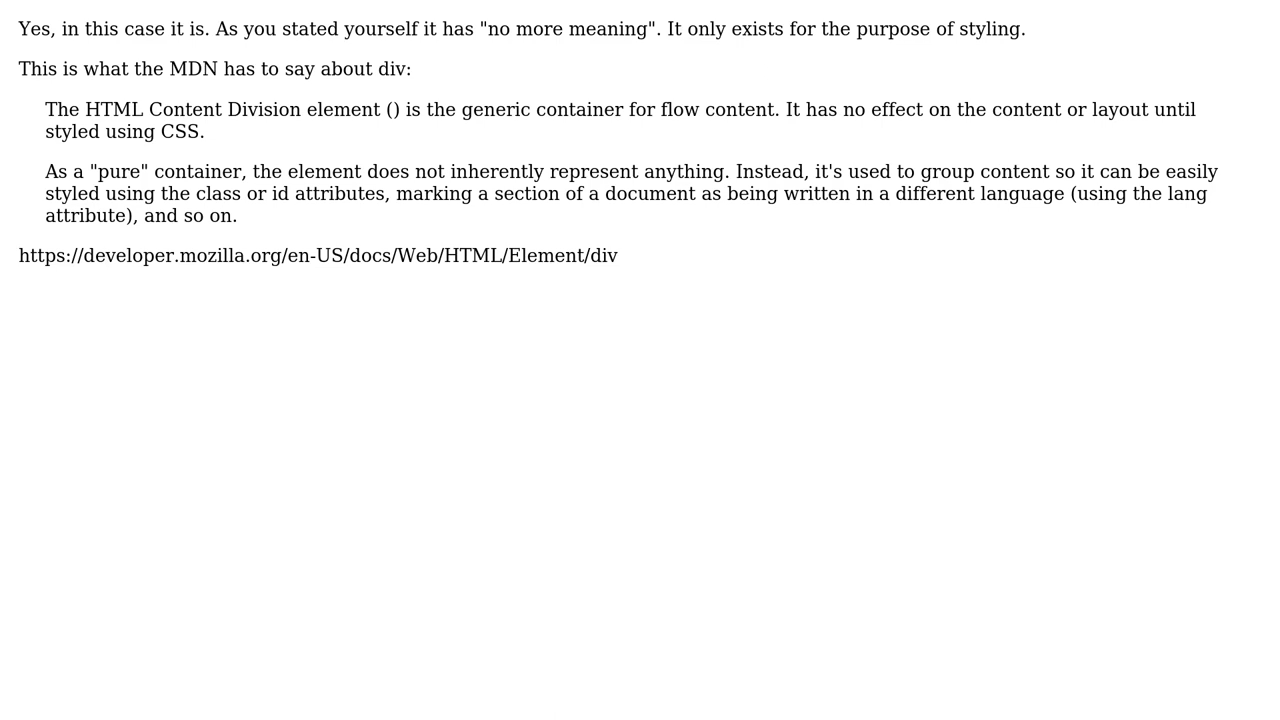 Yes, in this case it is. As you stated yourself it has "no more meaning". It only exists for the purpose of styling.
This is what the MDN has to say about div:
The HTML Content Division element () is the generic container for flow content. It has no effect on the content or layout until
styled using CSS.
As a "pure" container, the element does not inherently represent anything. Instead, it's used to group content so it can be easily
styled using the class or id attributes, marking a section of a document as being written in a different language (using the lang
attribute), and so on.
https://developer.mozilla.org/en-US/docs/Web/HTML/Element/div